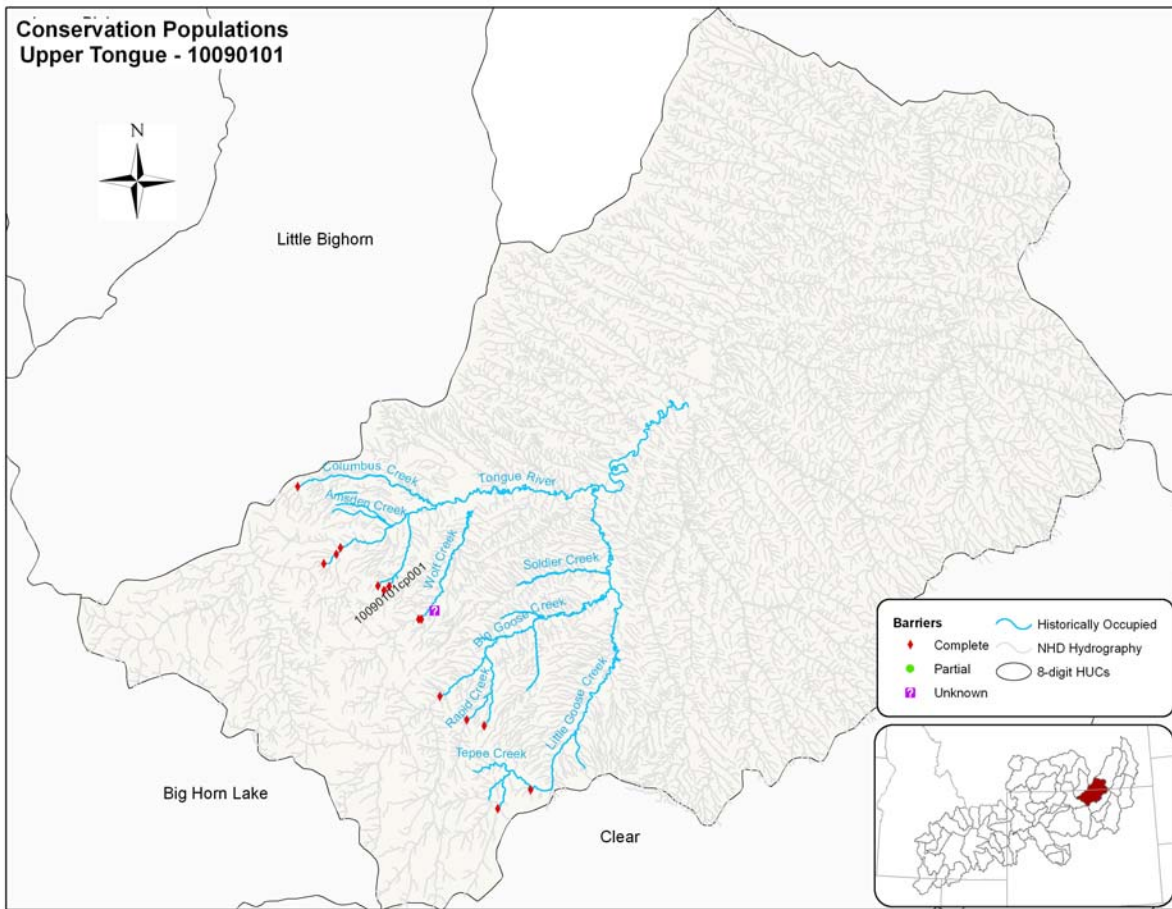 Conservation Populations
Upper Tongue - 10090101
N
Little Bighorn
Columbus Creek
Tongue River
Amsden Creek
Wolf Creek
10090101cp001
Soldier Creek
Big Goose Creek
Rapid Creek
Little Goose Creek
Tepee Creek
Big Horn Lake
Clear
Barriers
Complete
Partial
? Unknown
Historically Occupied
NHD Hydrography
8-digit HUCs
?